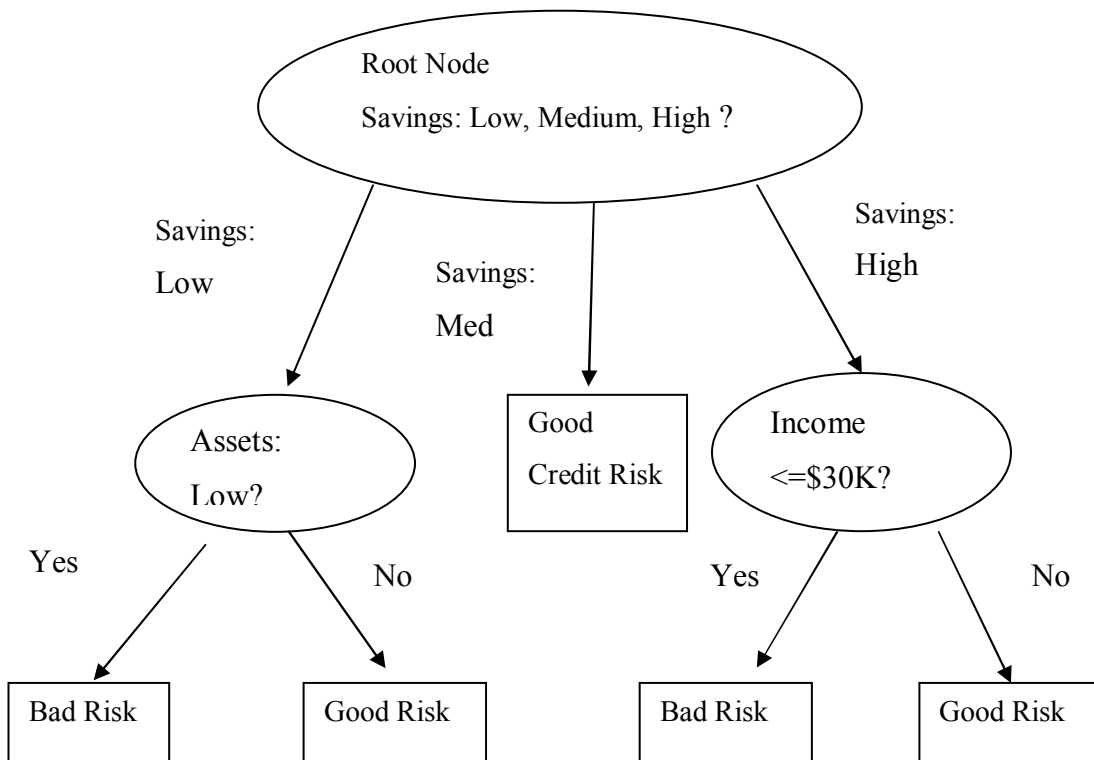 Root Node
Savings: Low, Medium, High ?
Savings:
Low
Savings:
Med
Savings:
High
Assets:
Low?
Good
Credit Risk
Income
<=$30K?
Yes
No
Yes
No
Bad Risk
Good Risk
Bad Risk
Good Risk